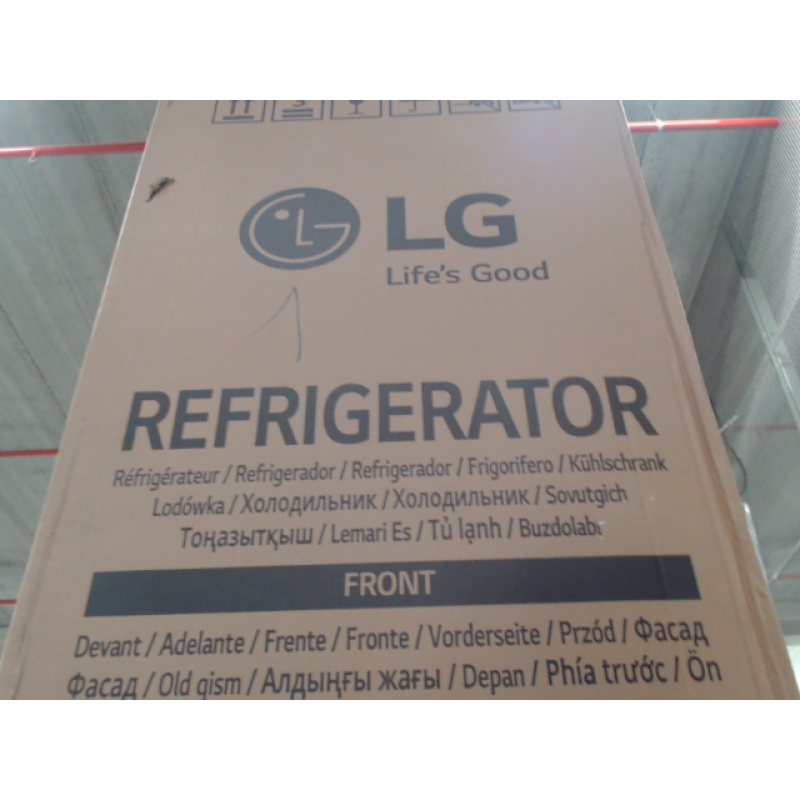 LG
Life's Good
1
REFRIGERATOR
Réfrigérateur / Refrigerador / Refrigerador / Frigorifero / Kühlschrank
Lodówka / Холодильник / Холодильник / Sovutgich
Тоңазытқыш / Lemari Es / Tủ lạnh / Buzdolabı
FRONT
Devant / Adelante / Frente / Fronte / Vorderseite / Przód / Фасад
Фасад / Old qism / Алдыңғы жағы / Depan / Phía trước / Ön